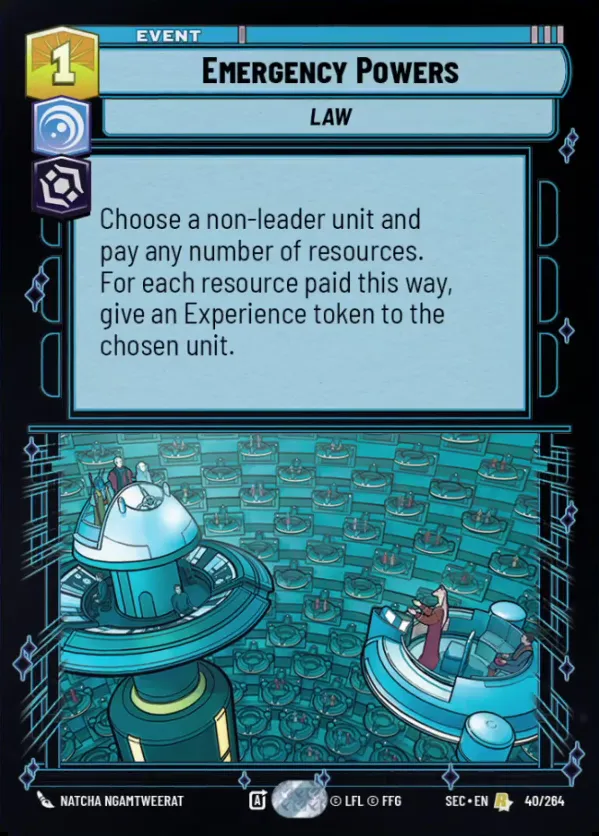 EVENT
1
EMERGENCY POWERS
LAW
Choose a non-leader unit and
pay any number of resources.
For each resource paid this way,
give an Experience token to the
chosen unit.
NATCHA NGAMTWEERAT
AI
© LFL © FFG
SEC • EN
R
40/264